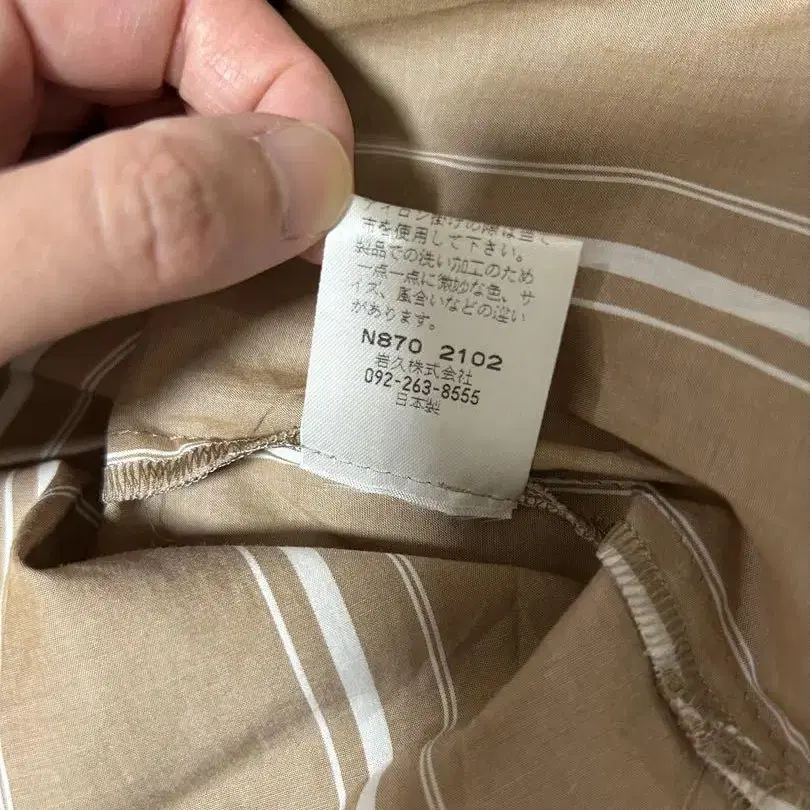 アイロン掛けの際は当て
布を使用して下さい。
製品での洗い加工のため
一点一点に微妙な色、サ
イズ、風合いなどの違い
があります。
N870 2102
岩久株式会社
092-263-8555
日本製